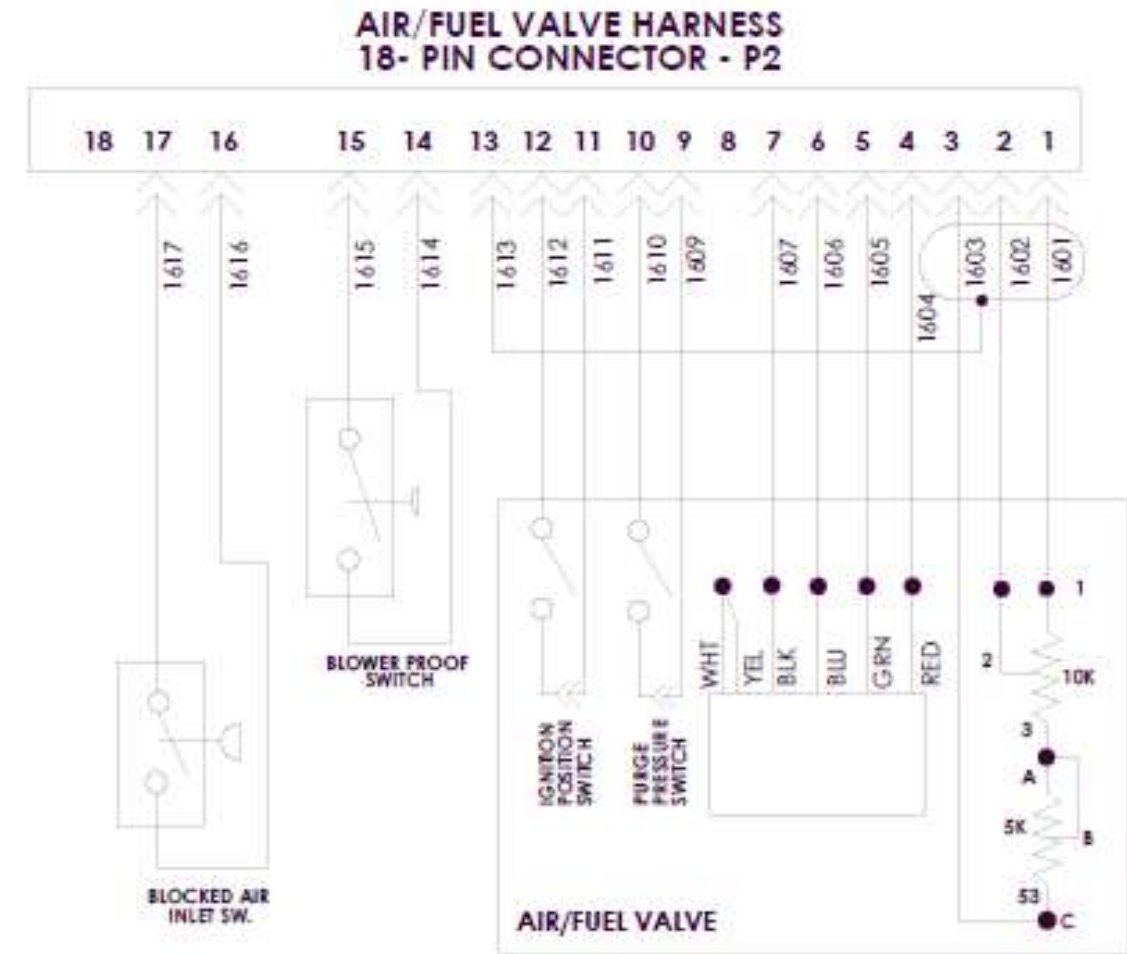 AIR/FUEL VALVE HARNESS
18- PIN CONNECTOR - P2
18 17 16 15 14 13 12 11 10 9 8 7 6 5 4 3 2 1
1617 1616 1615 1614 1613 1612 1611 1610 1609 1607 1606 1605 1604 1603 1602 1601
BLOWER PROOF
SWITCH
BLOCKED AIR
INLET SW.
IGNITION
POSITION
SWITCH
PURGE
PRESSURE
SWITCH
WHT YEL BLK BLU GRN RED
1
2
10K
3
A
5K
B
53
C
AIR/FUEL VALVE